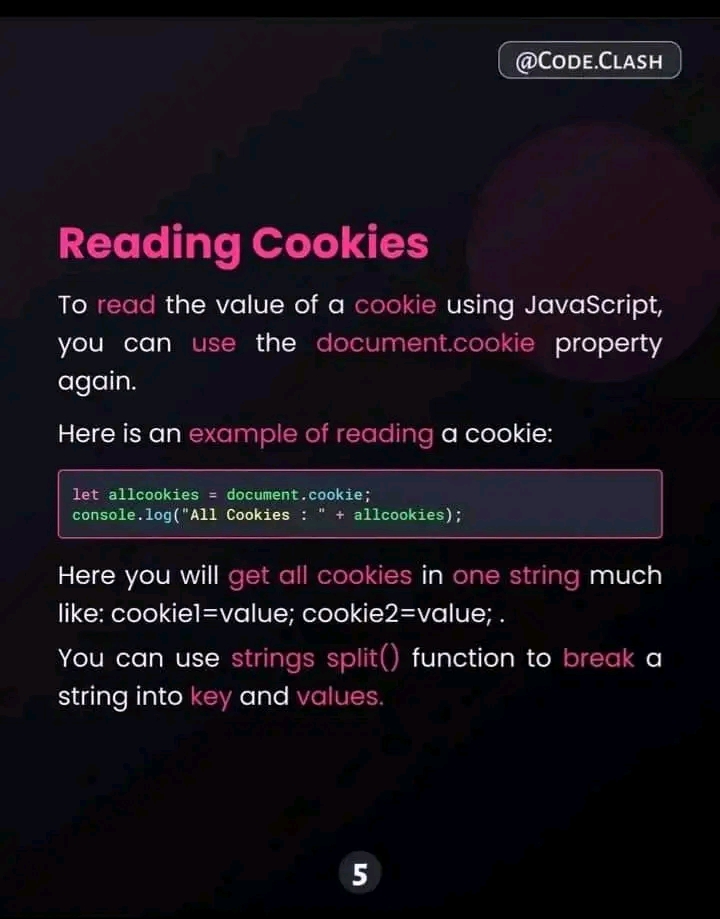 @CODE.CLASH
Reading Cookies
To read the value of a cookie using JavaScript,
you can use the document.cookie property
again.
Here is an example of reading a cookie:
let allcookies = document.cookie;
console.log("All Cookies : " + allcookies);
Here you will get all cookies in one string much
like: cookie1=value; cookie2=value; .
You can use strings split() function to break a
string into key and values.
5